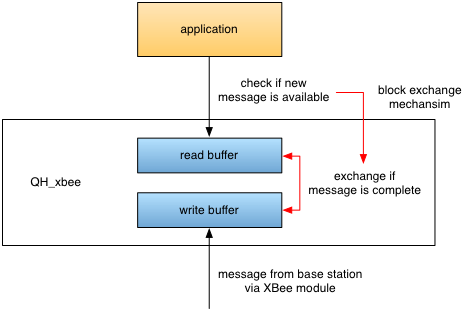 application
check if new
message is available
block exchange
mechansim
read buffer
QH_xbee
exchange if
message is complete
write buffer
message from base station
via XBee module